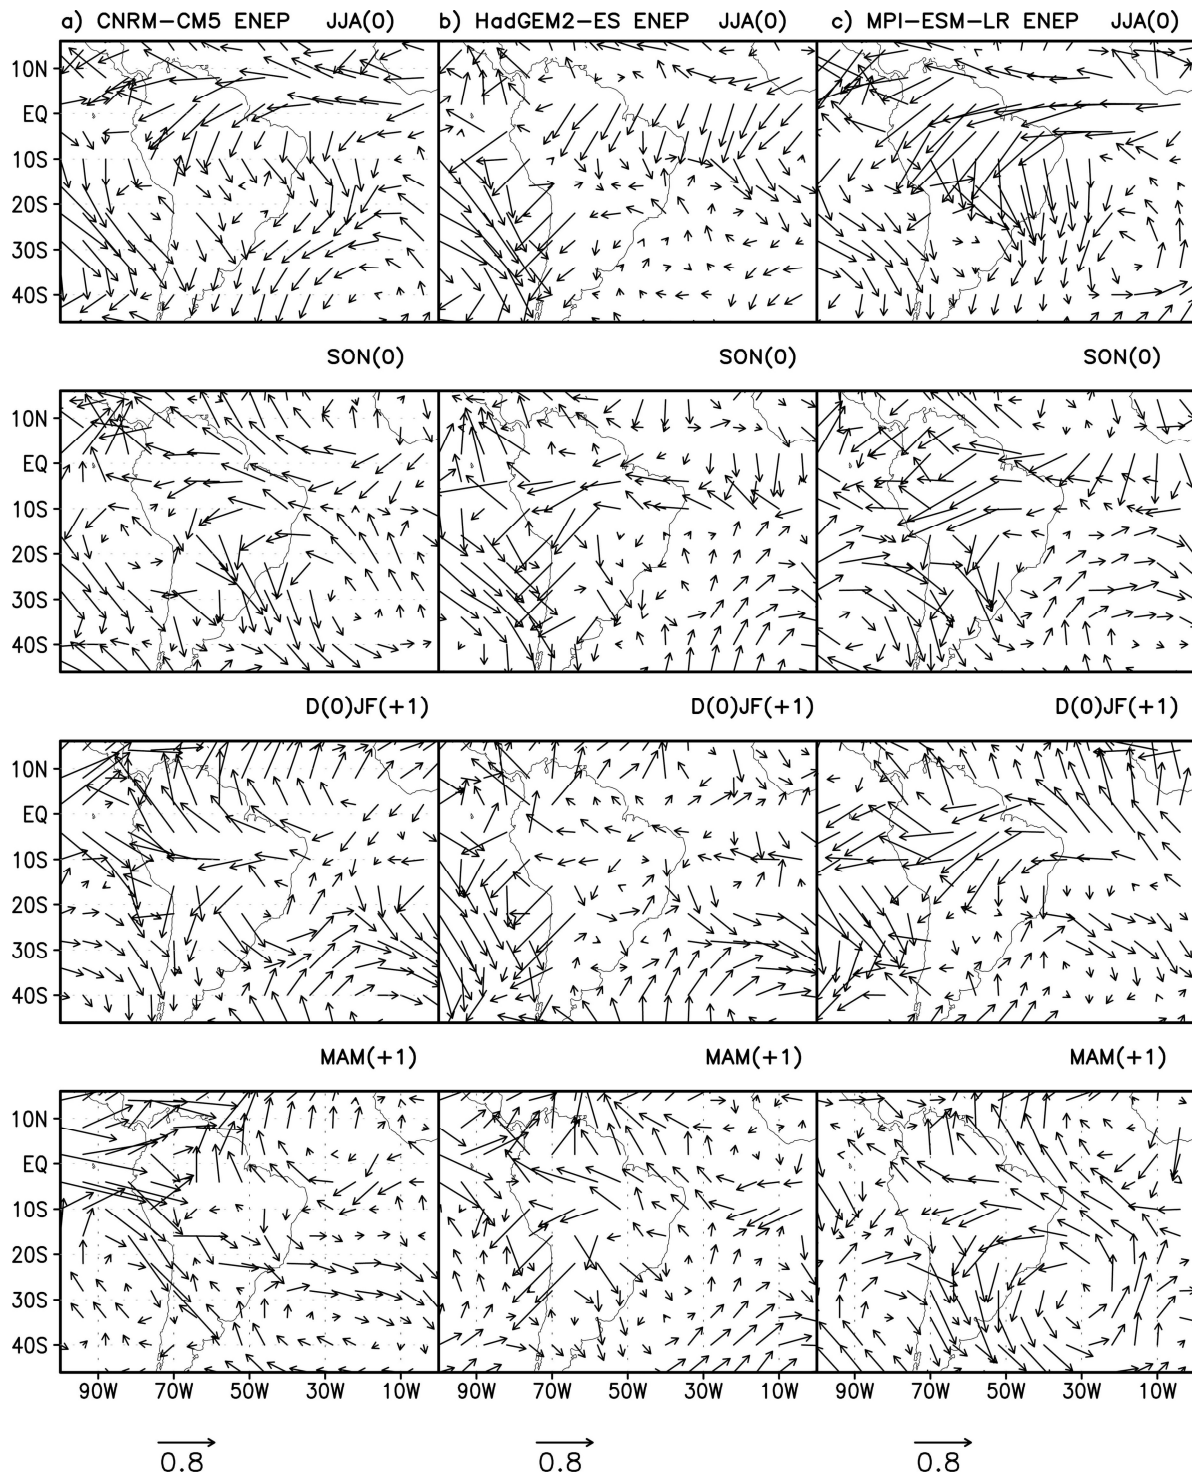 a) CNRM-CM5 ENEP JJA(0) b) HadGEM2-ES ENEP JJA(0) c) MPI-ESM-LR ENEP JJA(0)
10N
EQ
10S
20S
30S
40S
SON(0) SON(0) SON(0)
10N
EQ
10S
20S
30S
40S
D(0)JF(+1) D(0)JF(+1) D(0)JF(+1)
10N
EQ
10S
20S
30S
40S
MAM(+1) MAM(+1) MAM(+1)
10N
EQ
10S
20S
30S
40S
90W 70W 50W 30W 10W 90W 70W 50W 30W 10W 90W 70W 50W 30W 10W
0.8 0.8 0.8